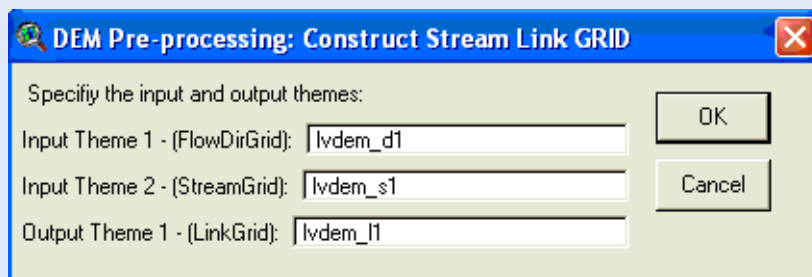 DEM Pre-processing: Construct Stream Link GRID
Specifiy the input and output themes:
OK
Input Theme 1 - (FlowDirGrid): lvdem_d1
Input Theme 2 - (StreamGrid): lvdem_s1
Cancel
Output Theme 1 - (LinkGrid): lvdem_l1